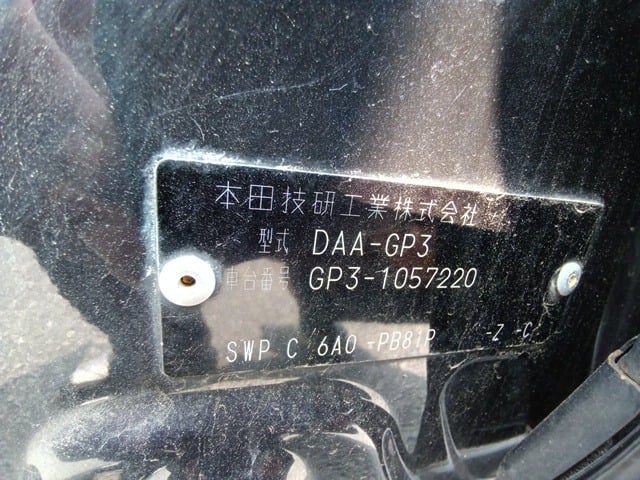 本田技研工業株式会社
型式 DAA-GP3
車台番号 GP3-1057220
SWP C 6A0 -PB81P -Z -C-